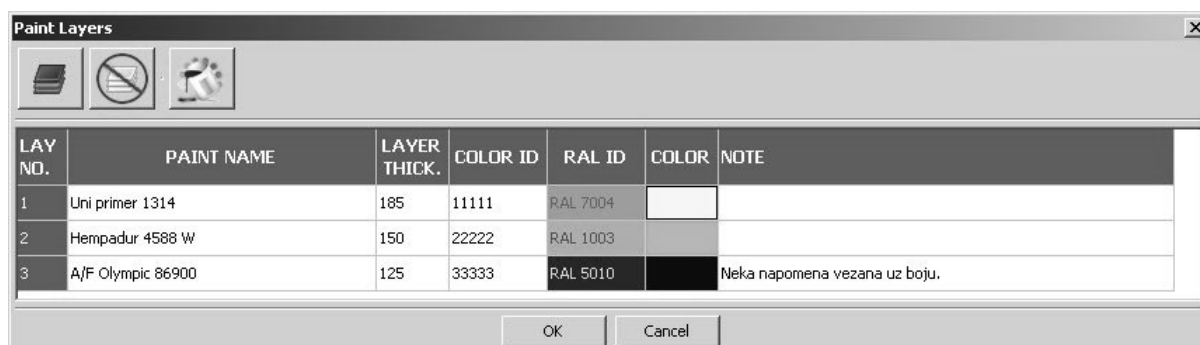 Paint Layers
LAY NO. PAINT NAME LAYER THICK. COLOR ID RAL ID COLOR NOTE
1 Uni primer 1314 185 11111 RAL 7004
2 Hempadur 4588 W 150 22222 RAL 1003
3 A/F Olympic 86900 125 33333 RAL 5010 Neka napomena vezana uz boju.
OK Cancel